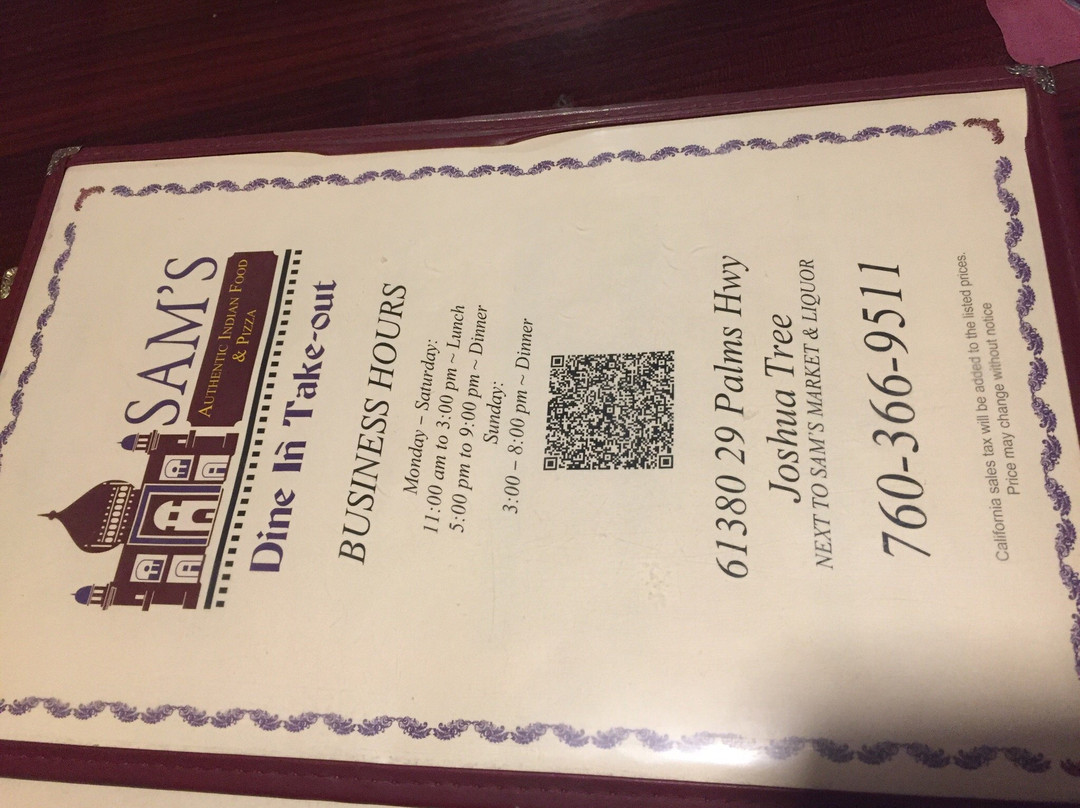 SAM'S
AUTHENTIC INDIAN FOOD
& PIZZA
Dine In Take-out
BUSINESS HOURS
Monday – Saturday:
11:00 am to 3:00 pm ~ Lunch
5:00 pm to 9:00 pm ~ Dinner
Sunday:
3:00 – 8:00 pm ~ Dinner
61380 29 Palms Hwy
Joshua Tree
NEXT TO SAM'S MARKET & LIQUOR
760-366-9511
California sales tax will be added to the listed prices.
Price may change without notice